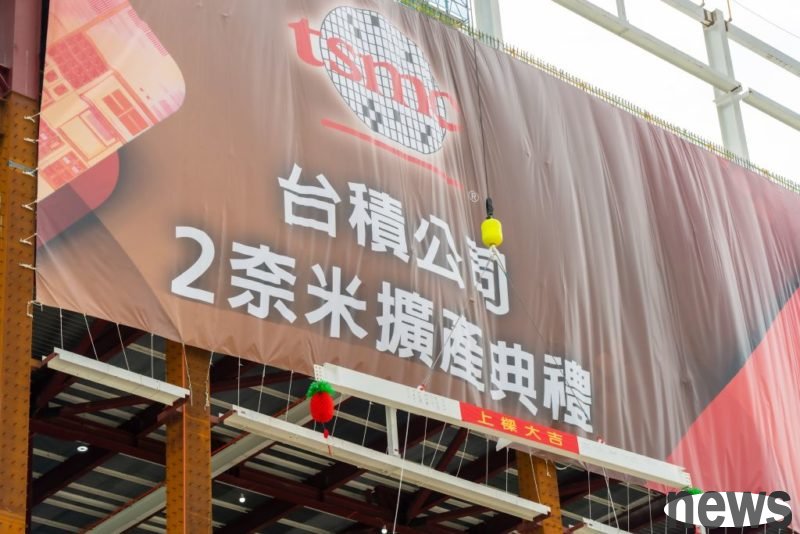 tsmc
®
台積公司
2奈米擴產典禮
上樑大吉
news